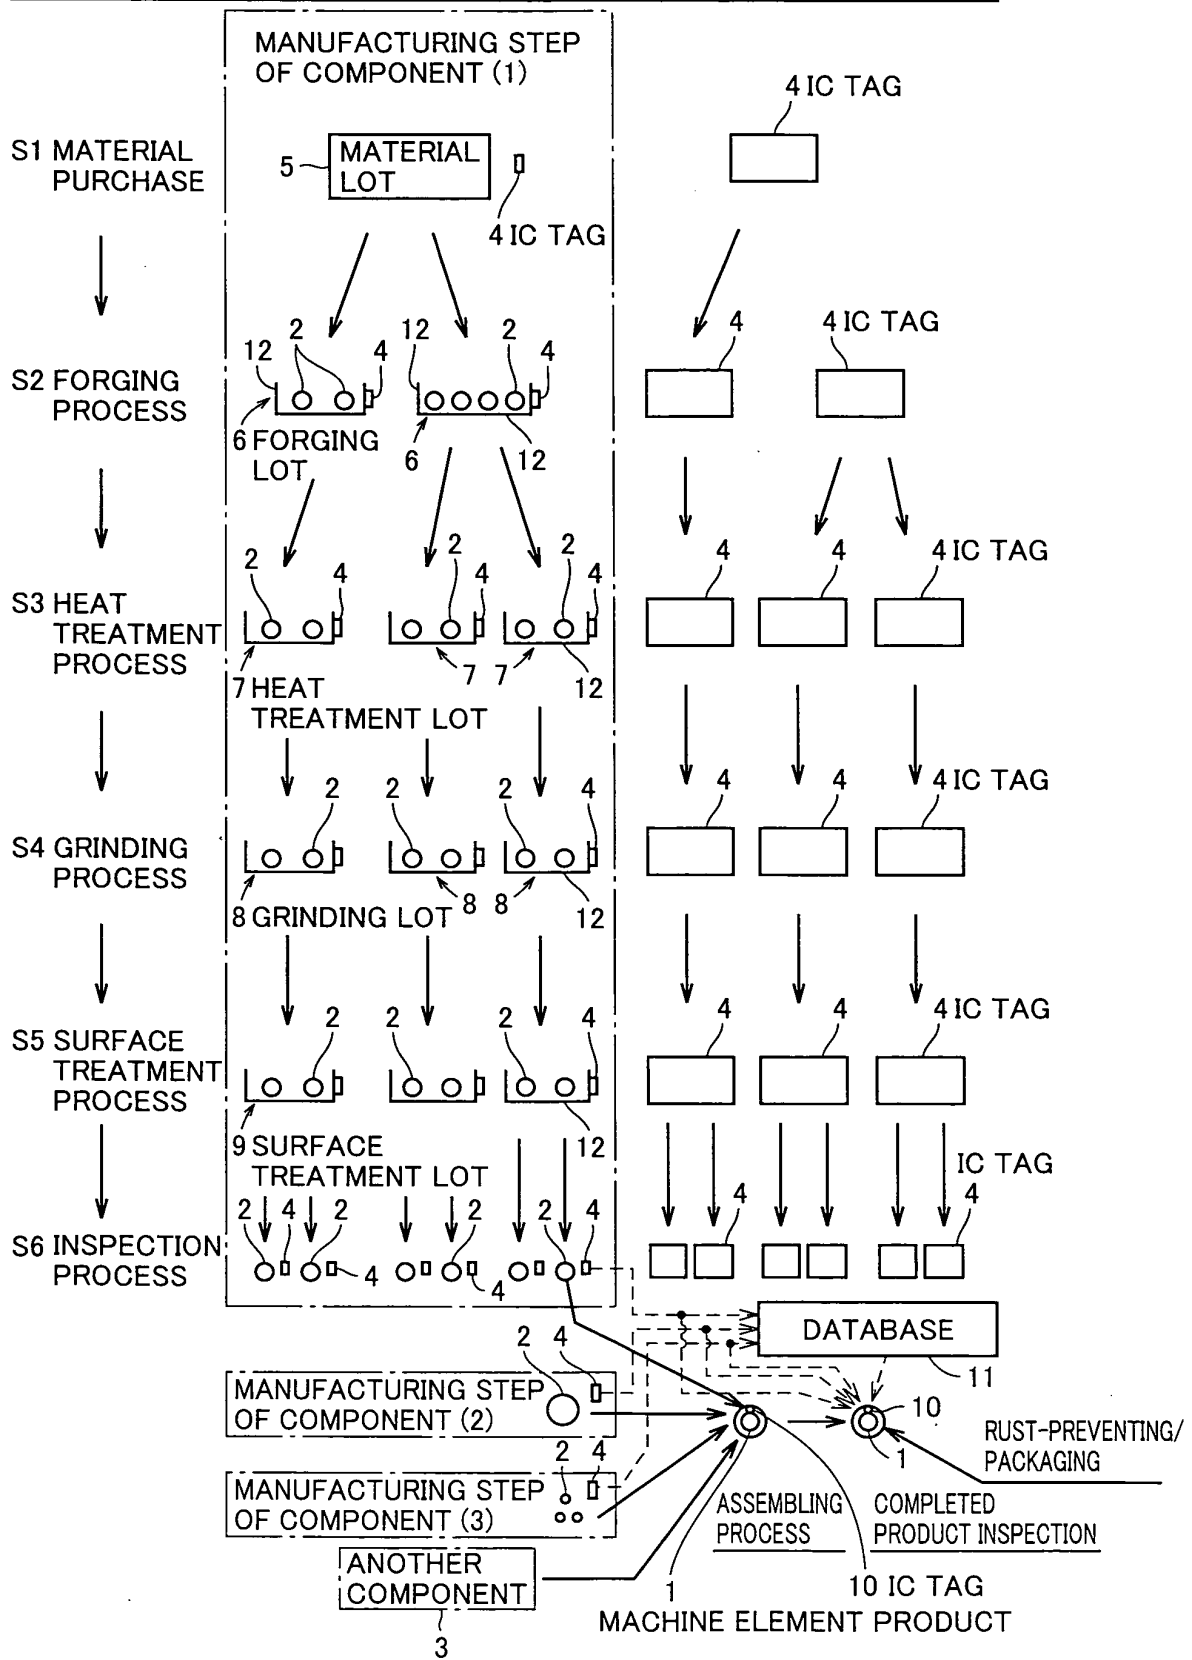 MANUFACTURING STEP
OF COMPONENT (1)
4 IC TAG
S1 MATERIAL
PURCHASE
5
MATERIAL
LOT
4 IC TAG
12
2
4
12
2
4
4
4 IC TAG
S2 FORGING
PROCESS
6 FORGING
LOT
6
12
2
4
2
4
2
4
4
4
4 IC TAG
S3 HEAT
TREATMENT
PROCESS
7 HEAT
TREATMENT LOT
7
7
12
2
2
2
4
4
4
4 IC TAG
S4 GRINDING
PROCESS
8 GRINDING LOT
8
8
12
2
2
2
4
4
4
4 IC TAG
S5 SURFACE
TREATMENT
PROCESS
9 SURFACE
TREATMENT LOT
12
IC TAG
2
4
2
2
2
4
4
4
S6 INSPECTION
PROCESS
4
4
DATABASE
11
2
4
MANUFACTURING STEP
OF COMPONENT (2)
10
1
RUST-PREVENTING/
PACKAGING
2
4
MANUFACTURING STEP
OF COMPONENT (3)
ASSEMBLING
PROCESS
COMPLETED
PRODUCT INSPECTION
ANOTHER
COMPONENT
3
1
10 IC TAG
MACHINE ELEMENT PRODUCT